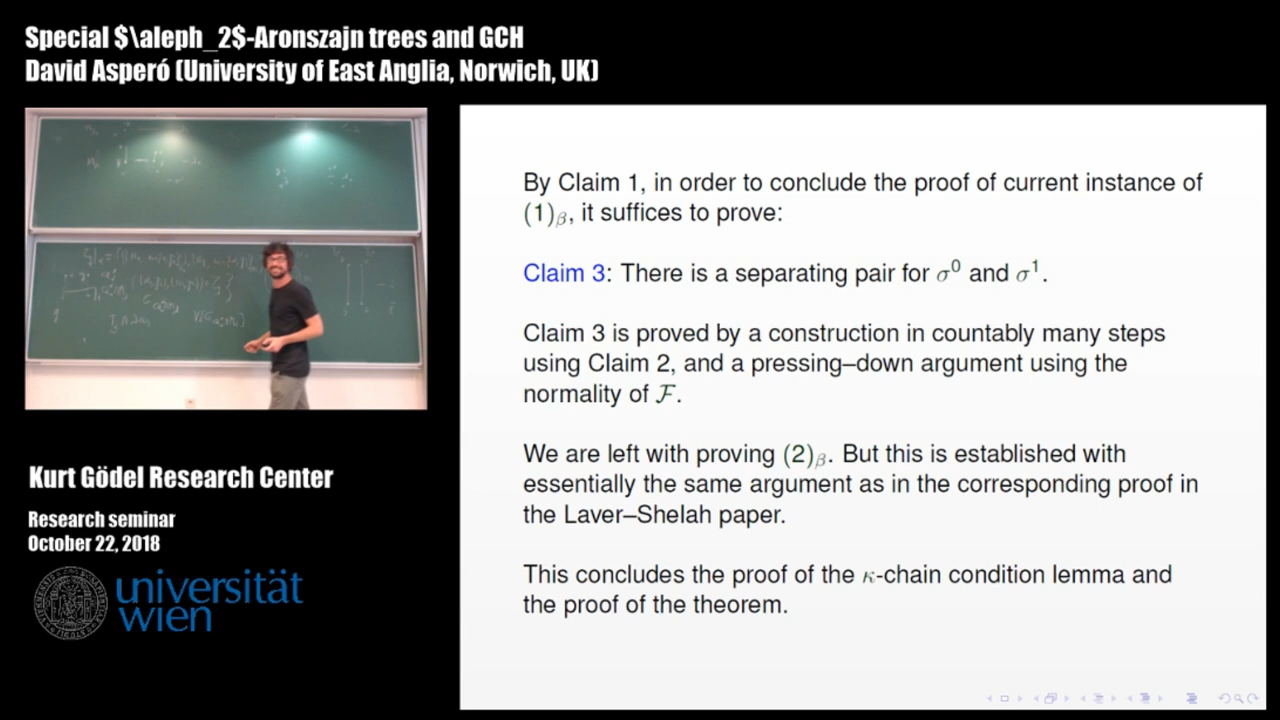 Special $\aleph_2$-Aronszajn trees and GCH
David Asperó (University of East Anglia, Norwich, UK)
By Claim 1, in order to conclude the proof of current instance of
(1)β, it suffices to prove:
Claim 3: There is a separating pair for σ⁰ and σ¹.
Claim 3 is proved by a construction in countably many steps
using Claim 2, and a pressing–down argument using the
normality of ℱ.
We are left with proving (2)β. But this is established with
essentially the same argument as in the corresponding proof in
the Laver–Shelah paper.
This concludes the proof of the κ-chain condition lemma and
the proof of the theorem.
Kurt Gödel Research Center
Research seminar
October 22, 2018
universität
wien